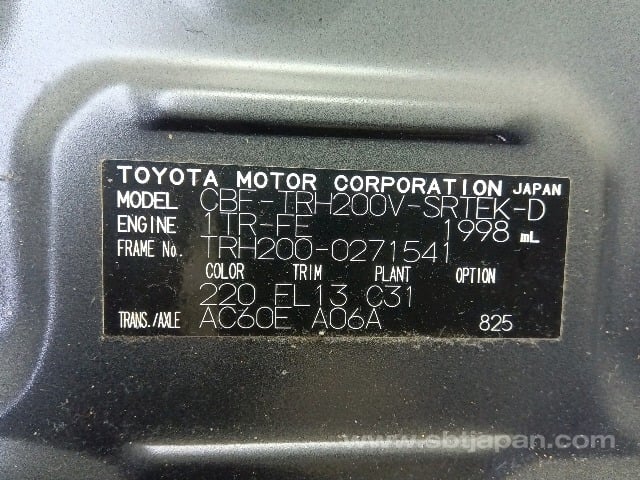 TOYOTA MOTOR CORPORATION JAPAN
MODEL CBF-TRH200V-SRTEK-D
ENGINE 1TR-FE 1998 mL
FRAME No. TRH200-0271541
COLOR TRIM PLANT OPTION
220 FL13 C31
TRANS./AXLE AC60E A06A 825
www.sbtjapan.com